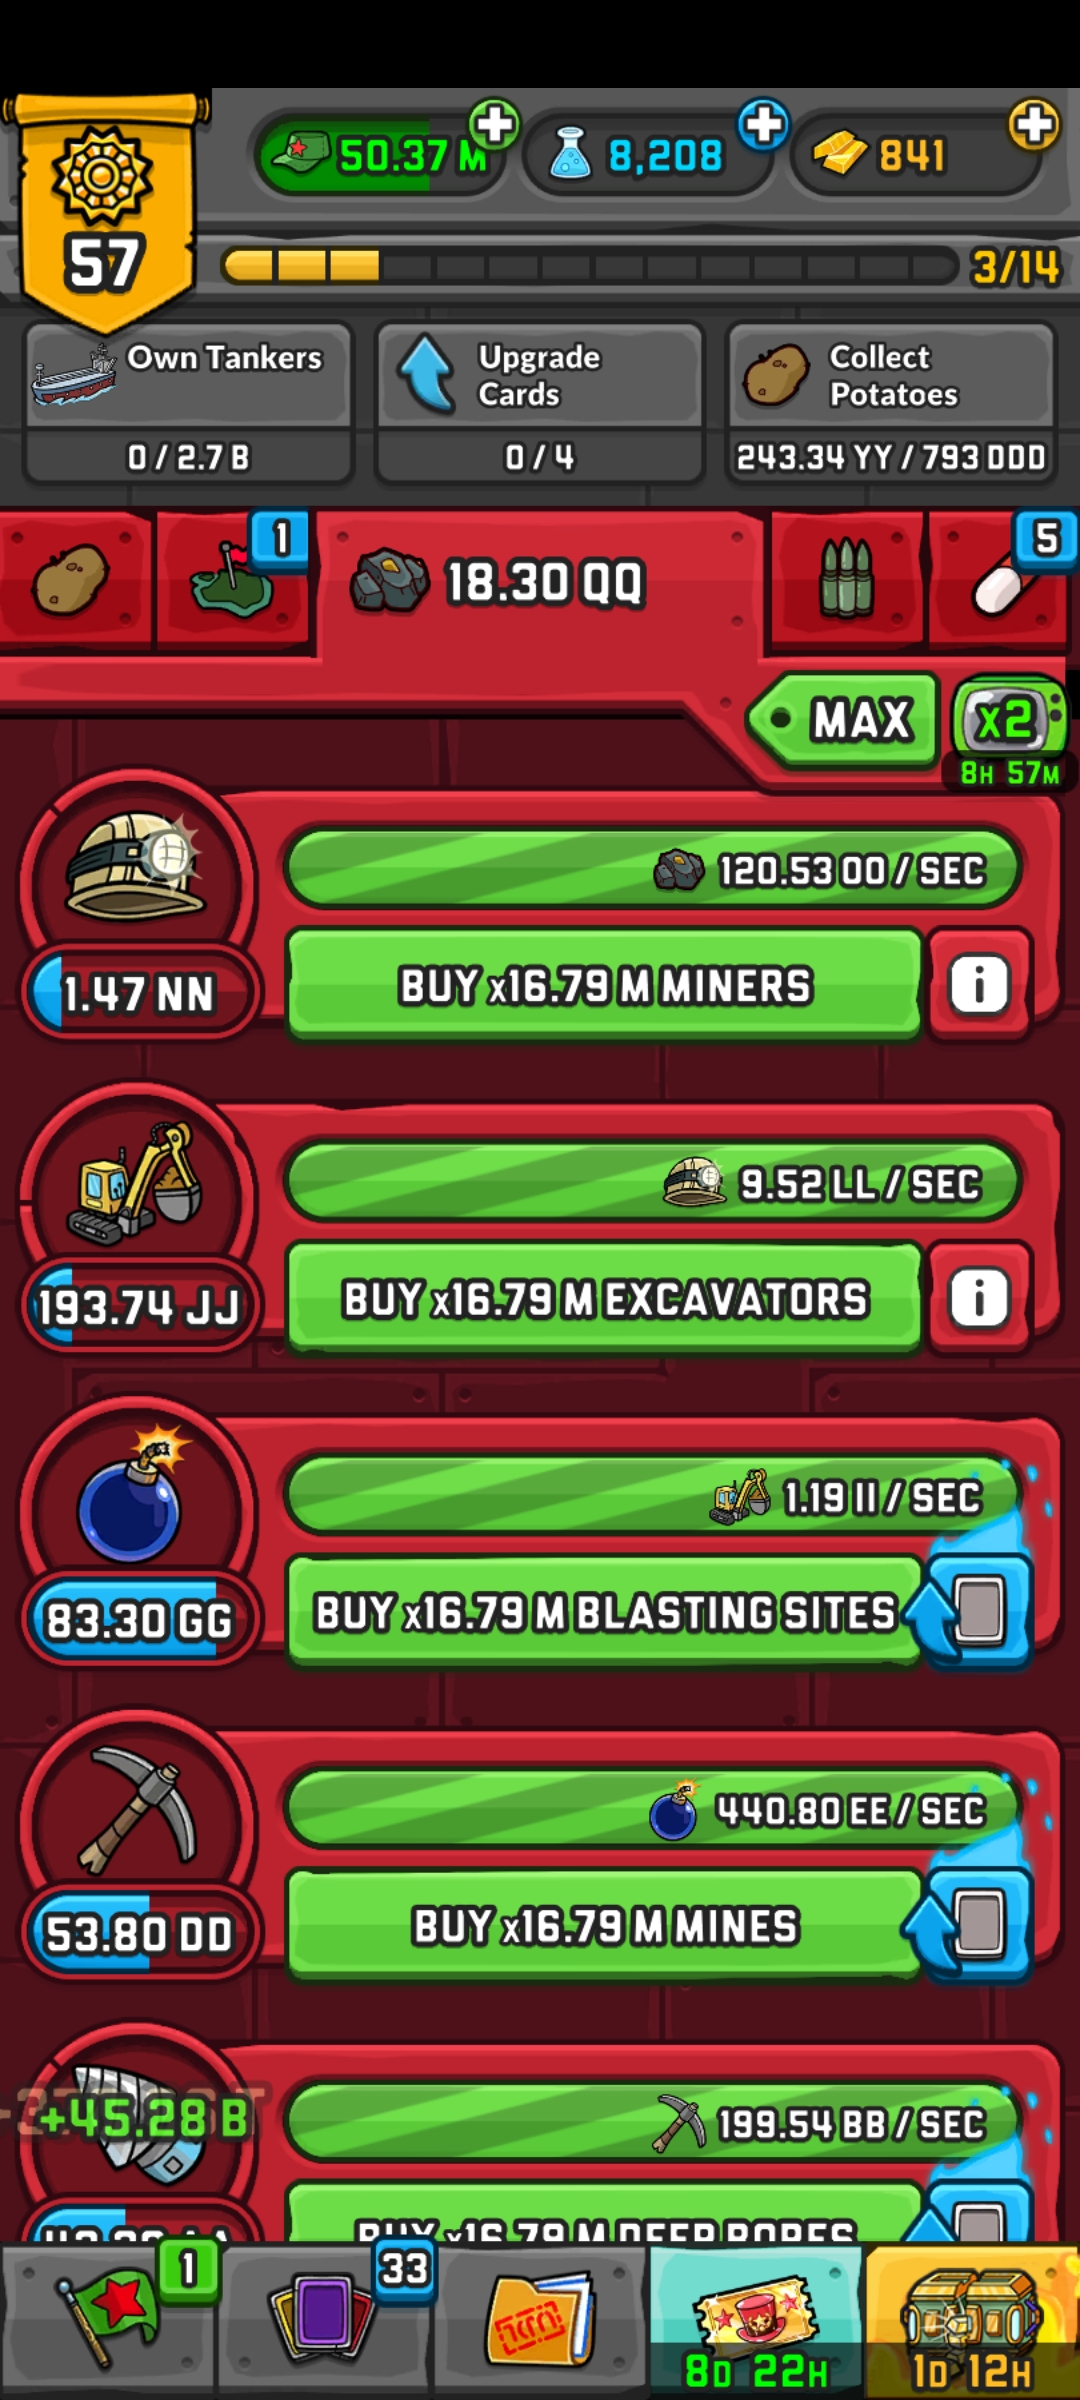 50.37 M
8,208
841
57
3/14
Own Tankers
Upgrade
Cards
Collect
Potatoes
0 / 2.7 B
0 / 4
243.34 YY / 793 DDD
1
18.30 QQ
5
MAX
x2
8H 57M
120.53 OO / SEC
1.47 NN
BUY x16.79 M MINERS
i
9.52 LL / SEC
193.74 JJ
BUY x16.79 M EXCAVATORS
i
1.19 II / SEC
83.30 GG
BUY x16.79 M BLASTING SITES
440.80 EE / SEC
53.80 DD
BUY x16.79 M MINES
+45.28 B
199.54 BB / SEC
BUY x16.79 M DEEP BORES
1
33
8D 22H
1D 12H